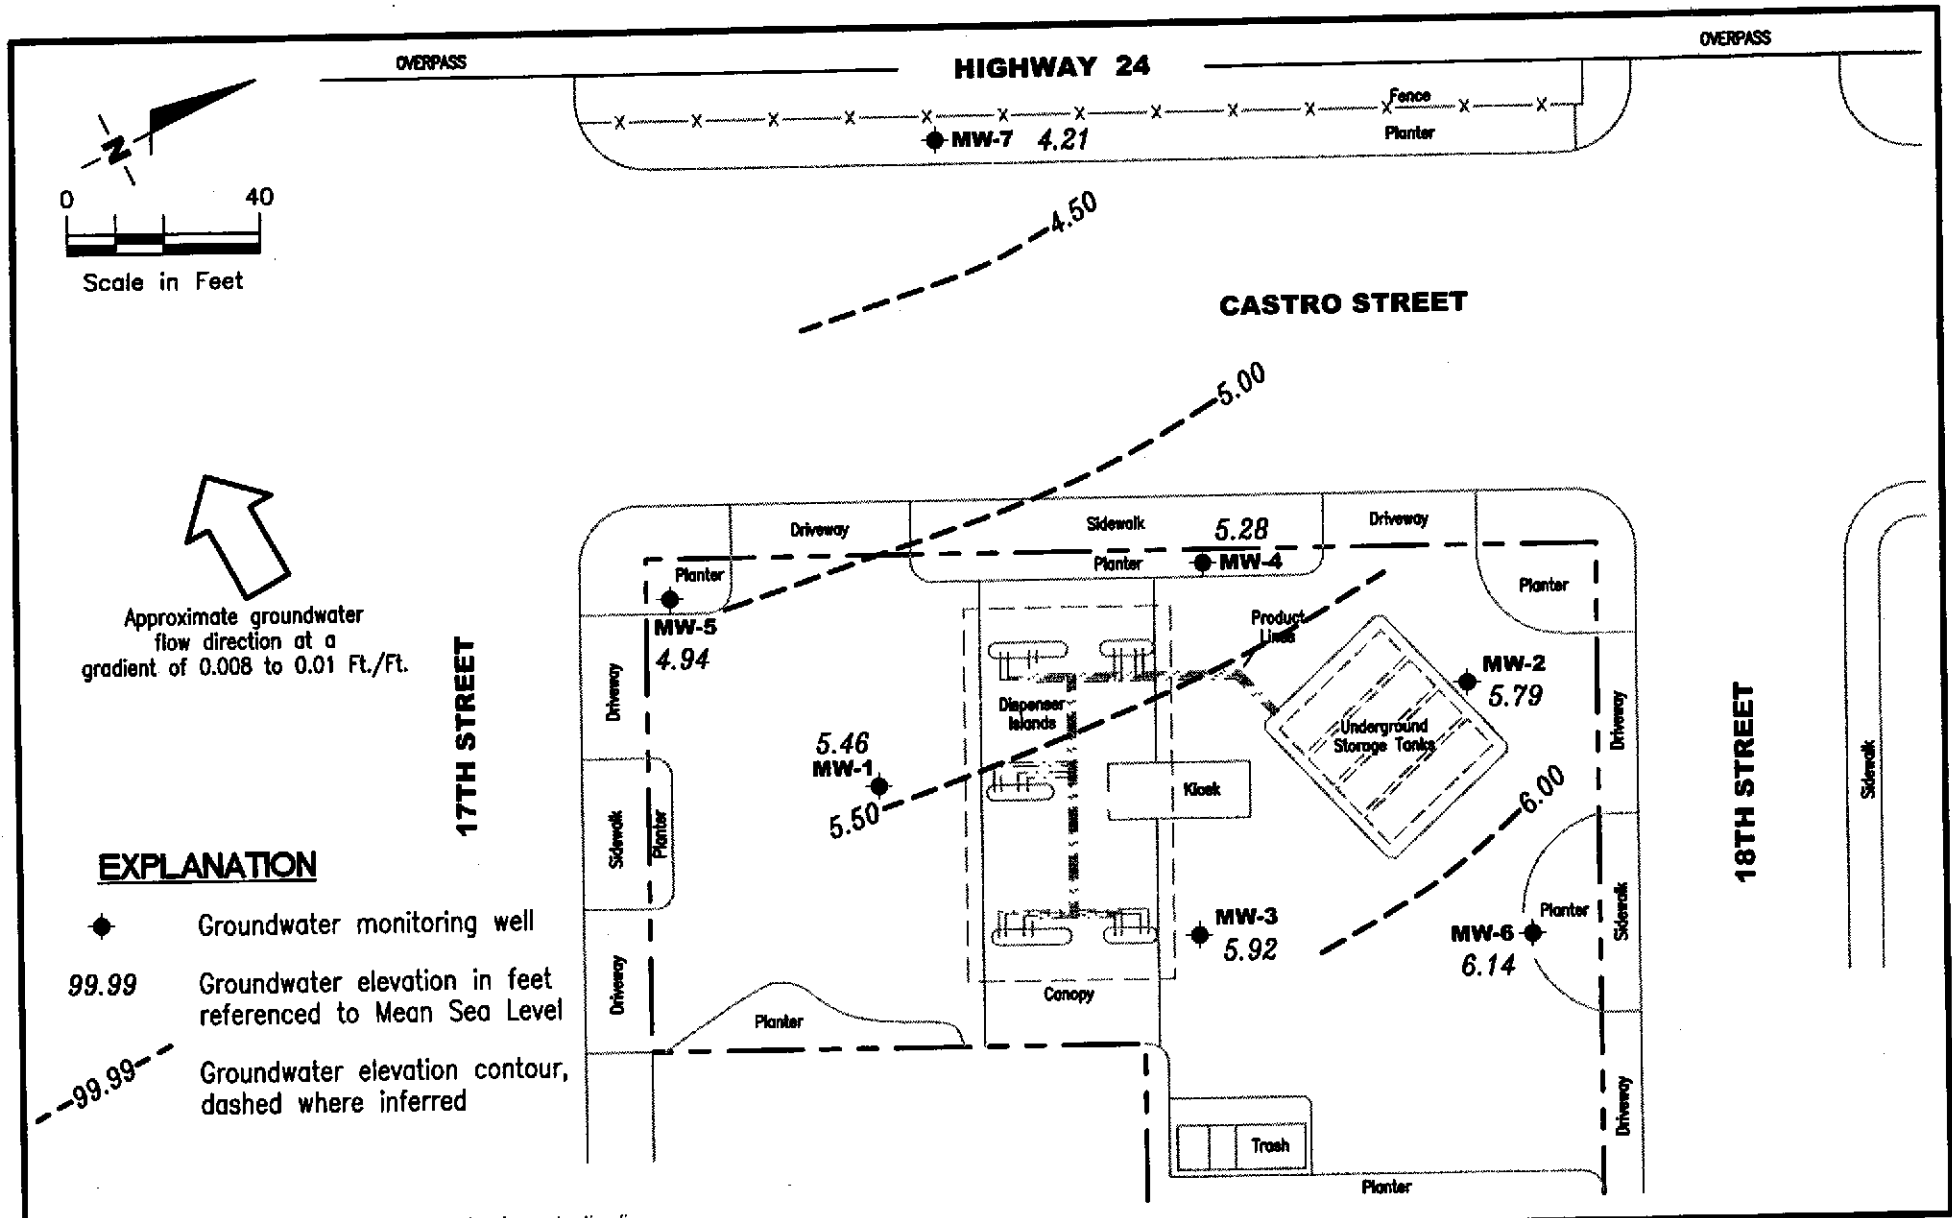 OVERPASS
HIGHWAY 24
OVERPASS
Fence
Planter
MW-7 4.21
N
0 40
Scale in Feet
4.50
CASTRO STREET
5.00
Approximate groundwater
flow direction at a
gradient of 0.008 to 0.01 Ft./Ft.
17TH STREET
Driveway
Sidewalk
5.28
Driveway
Planter
Planter
MW-4
Planter
MW-5
4.94
Product
Lines
MW-2
5.79
Driveway
Dispenser
Islands
Underground
Storage Tanks
Driveway
18TH STREET
Sidewalk
5.46
MW-1
5.50
Kiosk
6.00
Sidewalk
Planter
MW-3
5.92
MW-6
6.14
Planter
Sidewalk
Driveway
Canopy
Planter
Driveway
Trash
Planter
EXPLANATION
Groundwater monitoring well
99.99 Groundwater elevation in feet
referenced to Mean Sea Level
99.99 Groundwater elevation contour,
dashed where inferred